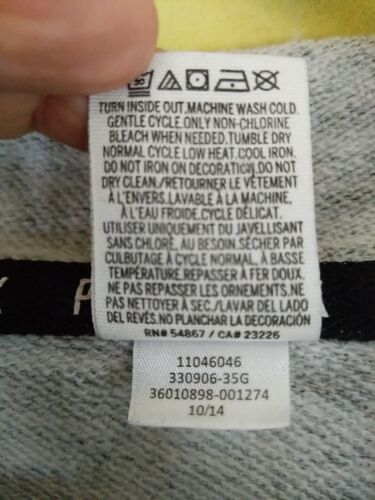 TURN INSIDE OUT.MACHINE WASH COLD.
GENTLE CYCLE.ONLY NON-CHLORINE
BLEACH WHEN NEEDED.TUMBLE DRY
NORMAL CYCLE LOW HEAT.COOL IRON.
DO NOT IRON ON DECORATION.DO NOT
DRY CLEAN./RETOURNER LE VÊTEMENT
À L'ENVERS.LAVABLE À LA MACHINE,
À L'EAU FROIDE.CYCLE DÉLICAT.
UTILISER UNIQUEMENT DU JAVELLISANT
SANS CHLORE, AU BESOIN.SÉCHER PAR
CULBUTAGE À CYCLE NORMAL, À BASSE
TEMPÉRATURE.REPASSER À FER DOUX.
NE PAS REPASSER LES ORNEMENTS.NE
PAS NETTOYER À SEC./LAVAR DEL LADO
DEL REVÉS.NO PLANCHAR LA DECORACIÓN
RN# 54867 / CA# 23226
11046046
330906-35G
36010898-001274
10/14